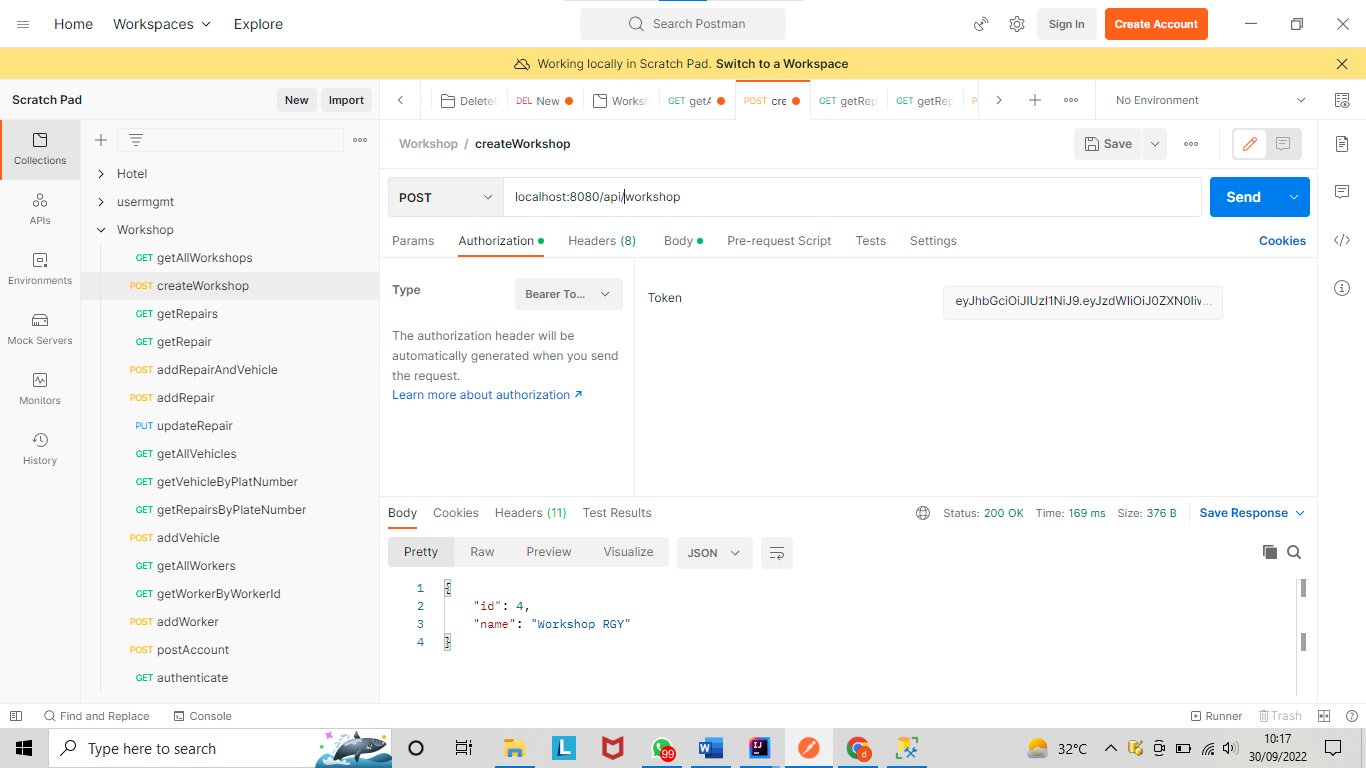 Home
Workspaces
Explore
Search Postman
Sign In
Create Account
Working locally in Scratch Pad. Switch to a Workspace
Scratch Pad
New
Import
Delete
DEL New
Worksh
GET getA
POST cre
GET getRep
GET getRep
P
No Environment
Collections
APIs
Environments
Mock Servers
Monitors
History
Hotel
usermgmt
Workshop
GET getAllWorkshops
POST createWorkshop
GET getRepairs
GET getRepair
POST addRepairAndVehicle
POST addRepair
PUT updateRepair
GET getAllVehicles
GET getVehicleByPlatNumber
GET getRepairsByPlateNumber
POST addVehicle
GET getAllWorkers
GET getWorkerByWorkerId
POST addWorker
POST postAccount
GET authenticate
Workshop / createWorkshop
Save
POST
localhost:8080/api/workshop
Send
Params
Authorization
Headers (8)
Body
Pre-request Script
Tests
Settings
Cookies
Type
Bearer To...
The authorization header will be
automatically generated when you send
the request.
Learn more about authorization
Token
eyJhbGciOiJIUzI1NiJ9.eyJzdWIiOiJ0ZXN0Iiv...
Body
Cookies
Headers (11)
Test Results
Status: 200 OK
Time: 169 ms
Size: 376 B
Save Response
Pretty
Raw
Preview
Visualize
JSON
1 {
2 "id": 4,
3 "name": "Workshop RGY"
4 }
Find and Replace
Console
Runner
Trash
Type here to search
L
99
W
IJ
d
32°C
10:17
30/09/2022